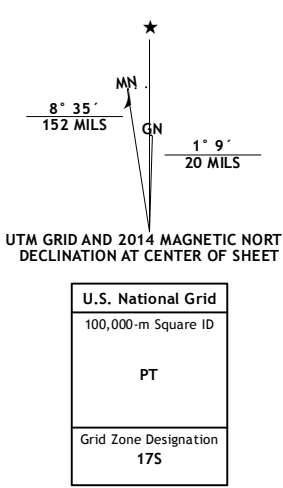 MN
8° 35´
152 MILS
GN
1° 9´
20 MILS
UTM GRID AND 2014 MAGNETIC NORT
DECLINATION AT CENTER OF SHEET
U.S. National Grid
100,000-m Square ID
PT
Grid Zone Designation
17S